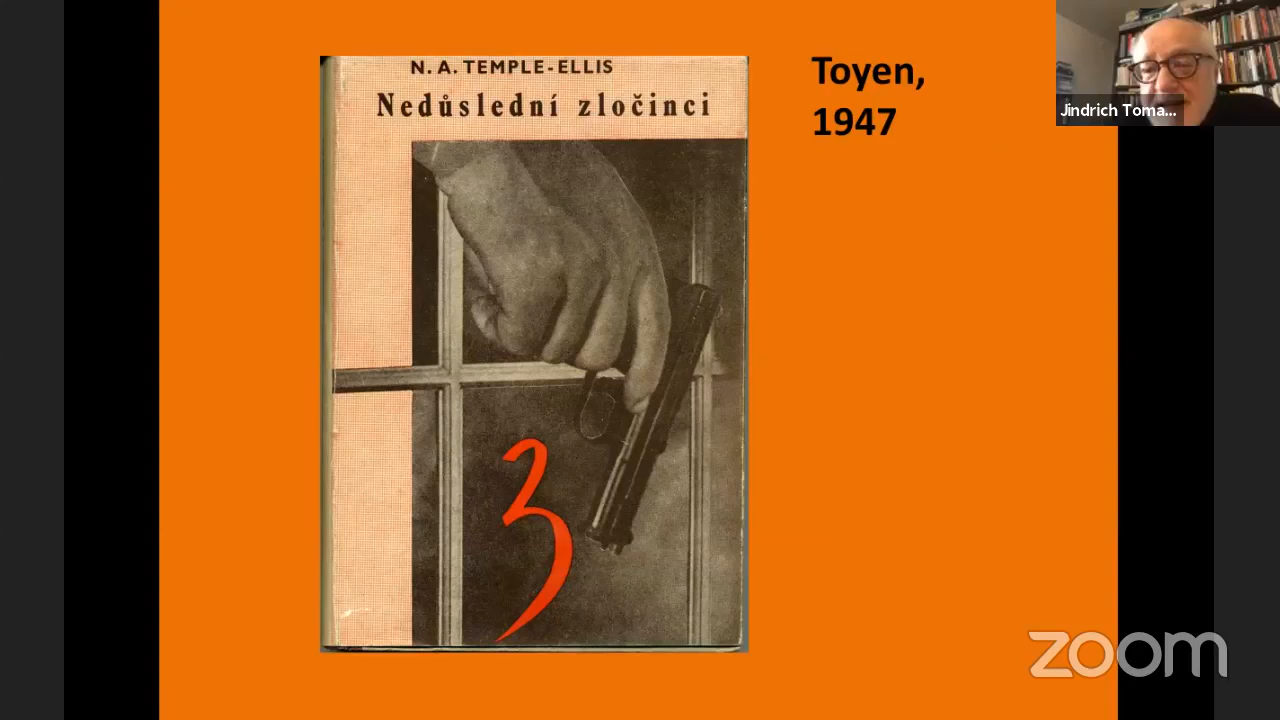 N. A. TEMPLE-ELLIS
Nedůslední zločinci
3
Toyen,
1947
Jindrich Toma...
zoom